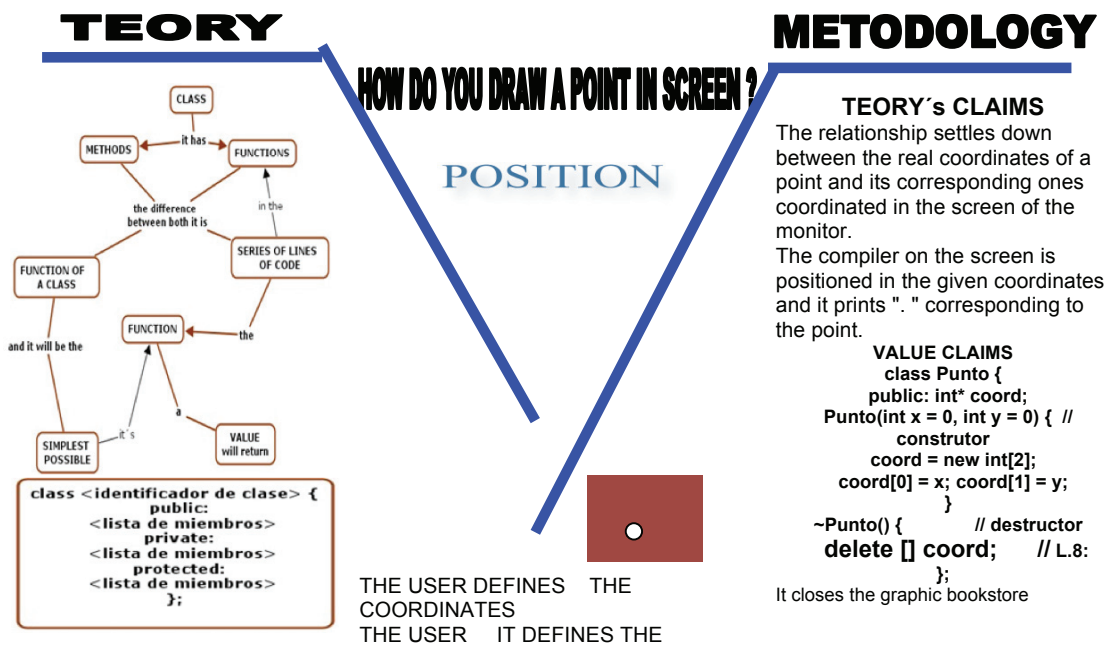 TEORY
CLASS
it has
METHODS
FUNCTIONS
the difference
between both it is
in the
SERIES OF LINES
OF CODE
FUNCTION OF
A CLASS
FUNCTION
the
and it will be the
a
it´s
SIMPLEST
POSSIBLE
VALUE
will return
class <identificador de clase> {
public:
<lista de miembros>
private:
<lista de miembros>
protected:
<lista de miembros>
};
HOW DO YOU DRAW A POINT IN SCREEN ?
POSITION
THE USER DEFINES THE
COORDINATES
THE USER IT DEFINES THE
METODOLOGY
TEORY´s CLAIMS
The relationship settles down
between the real coordinates of a
point and its corresponding ones
coordinated in the screen of the
monitor.
The compiler on the screen is
positioned in the given coordinates
and it prints ". " corresponding to
the point.
VALUE CLAIMS
class Punto {
public: int* coord;
Punto(int x = 0, int y = 0) { //
construtor
coord = new int[2];
coord[0] = x; coord[1] = y;
}
~Punto() { // destructor
delete [] coord; // L.8:
};
It closes the graphic bookstore